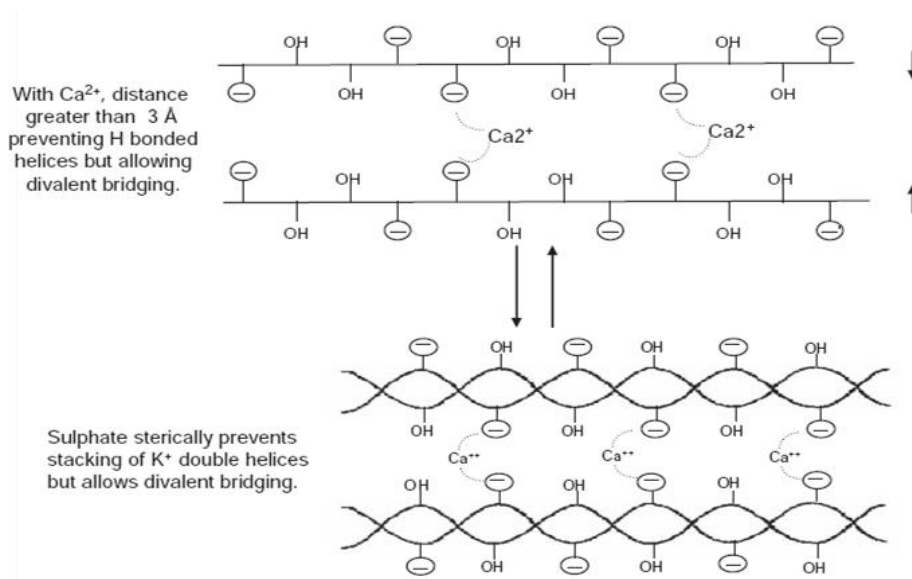 OH − OH − OH −
− OH − OH − OH
With Ca²⁺, distance
greater than 3 Å
preventing H bonded
helices but allowing
divalent bridging.
Ca2⁺ Ca2⁺
− OH − OH − OH
OH − OH − OH −
− OH − OH − OH
OH − OH − OH −
Sulphate sterically prevents
stacking of K⁺ double helices
but allows divalent bridging.
Ca⁺⁺ Ca⁺⁺ Ca⁺⁺
OH − OH − OH −
− OH − OH − OH